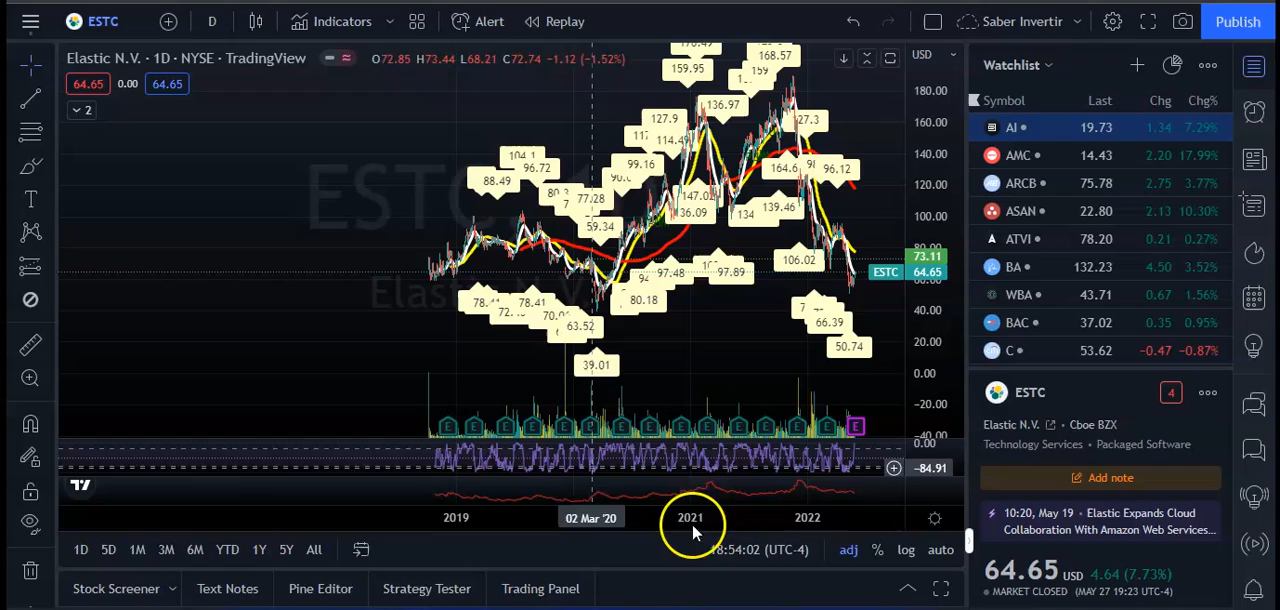 ESTC
D
Indicators
Alert
Replay
Saber Invertir
Publish
Elastic N.V. · 1D · NYSE · TradingView
O72.85 H73.44 L68.21 C72.74 -1.12 (-1.52%)
USD
64.65 0.00 64.65
2
ESTC
159.95
168.57
159
136.97
127.9
114.49
27.3
99.16
104.1
96.72
88.49
77.28
59.34
164.6
96.12
147.02
36.09
134
139.46
106.02
97.48
97.89
80.18
78.41
78.41
63.52
66.39
50.74
39.01
180.00
160.00
140.00
120.00
100.00
80.00
73.11
ESTC 64.65
40.00
20.00
0.00
-20.00
-40.00
0.00
-84.91
2019
02 Mar '20
2021
2022
1D 5D 1M 3M 6M YTD 1Y 5Y All
18:54:02 (UTC-4)
adj % log auto
Stock Screener
Text Notes
Pine Editor
Strategy Tester
Trading Panel
Watchlist
Symbol Last Chg Chg%
AI 19.73 1.34 7.29%
AMC 14.43 2.20 17.99%
ARCB 75.78 2.75 3.77%
ASAN 22.80 2.13 10.30%
ATVI 78.20 0.21 0.27%
BA 132.23 4.50 3.52%
WBA 43.71 0.67 1.56%
BAC 37.02 0.35 0.95%
C 53.62 -0.47 -0.87%
ESTC
4
Elastic N.V. · Cboe BZX
Technology Services · Packaged Software
Add note
10:20, May 19 · Elastic Expands Cloud
Collaboration With Amazon Web Services...
64.65 USD 4.64 (7.73%)
MARKET CLOSED (MAY 27 19:23 UTC-4)